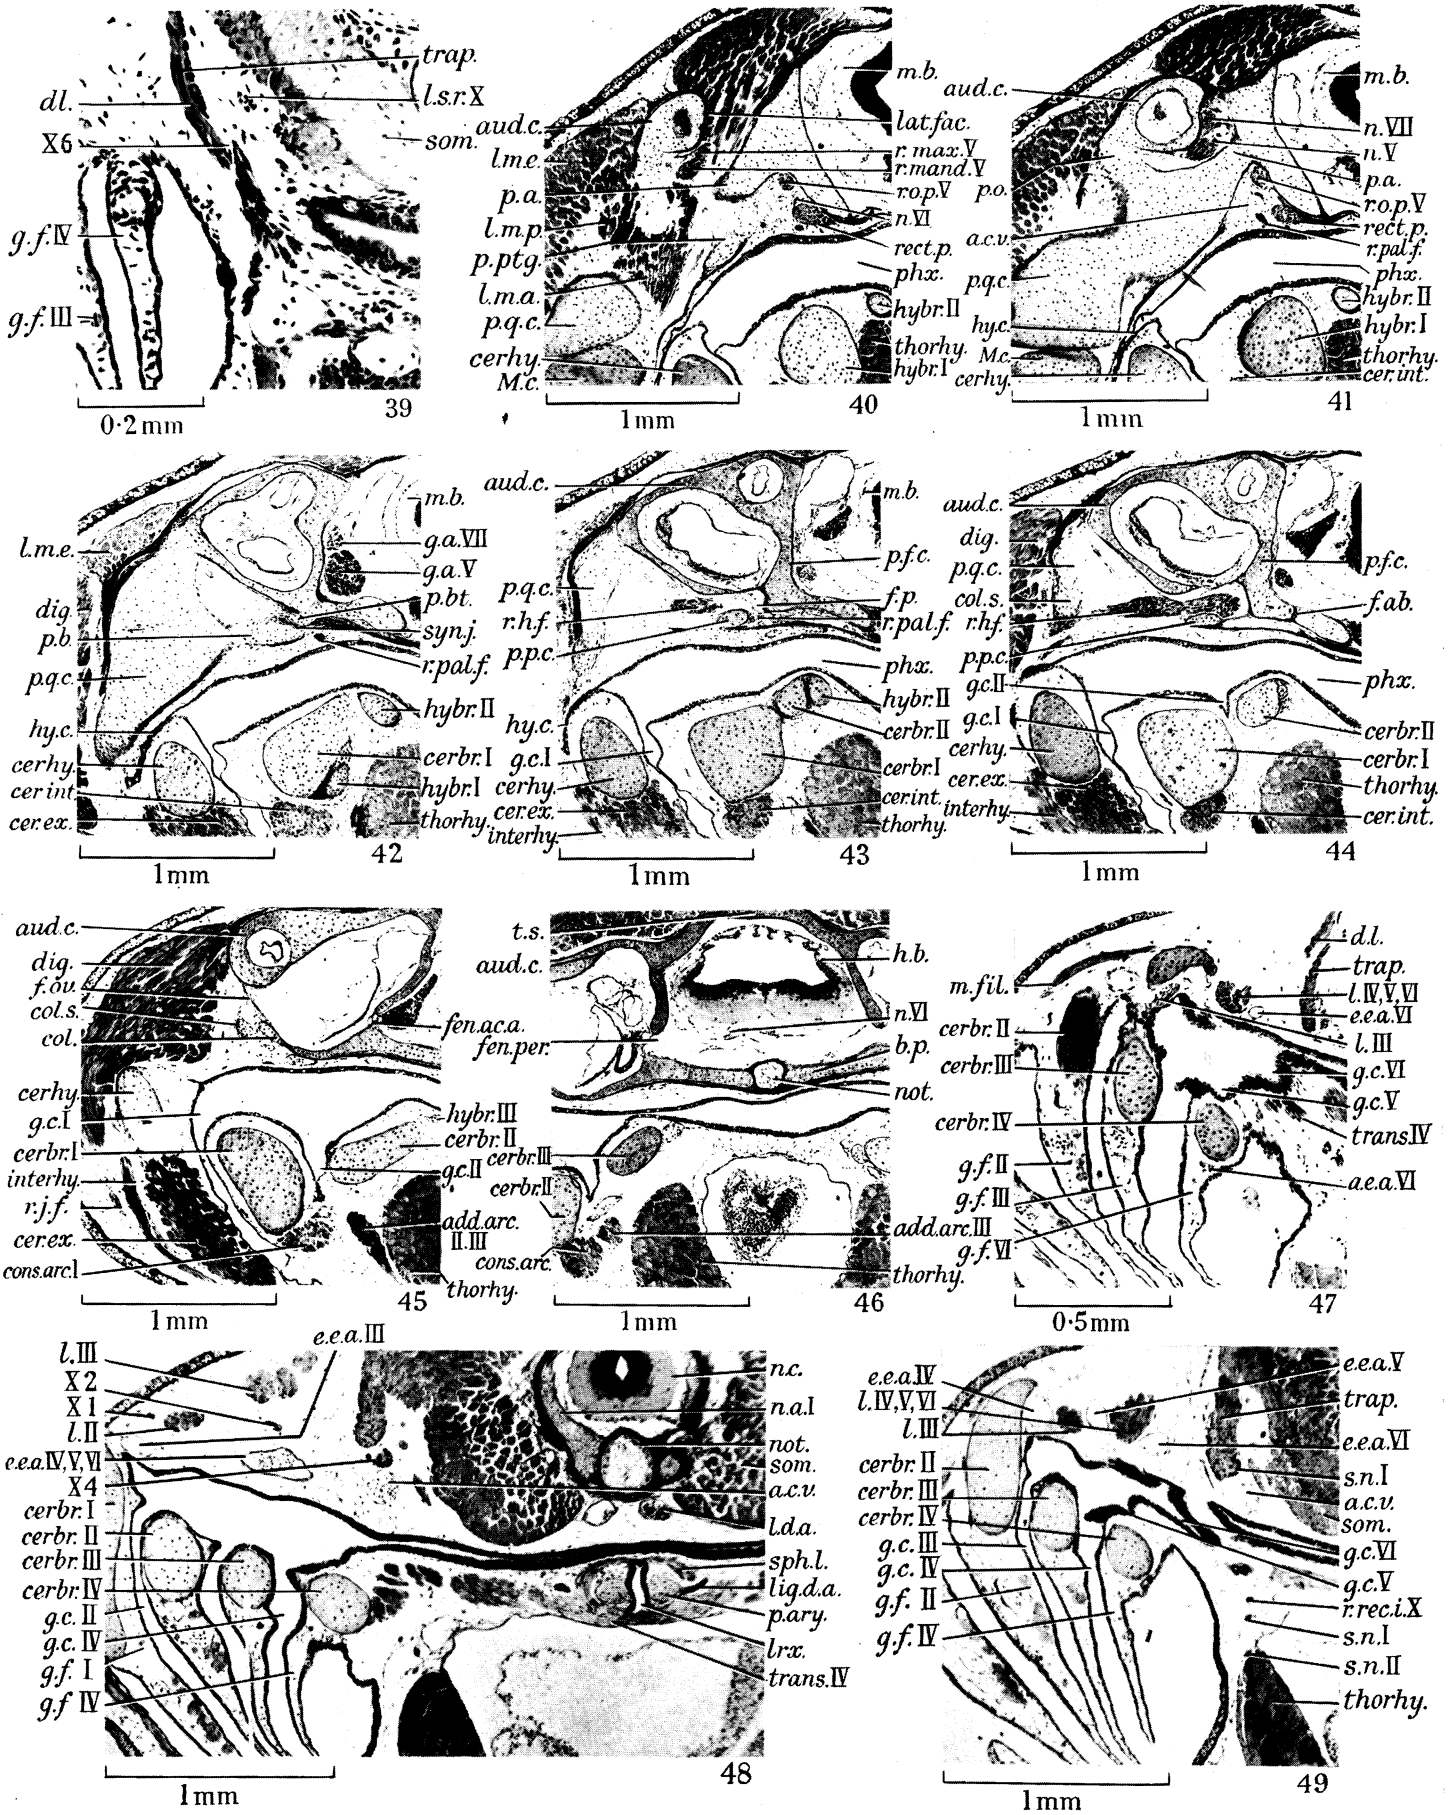 trap.
dl.
l.s.r.X
X6
som.
g.f.IV
g.f.III
0·2mm
39
m.b.
aud.c.
lat.fac.
l.m.e.
r.max.V
r.mand.V
p.a.
r.o.p.V
l.m.p.
n.VI
p.ptg.
rect.p.
phx.
l.m.a.
hybr.II
p.q.c.
thorhy.
cerhy.
hybr.I
M.c.
1mm
40
m.b.
aud.c.
n.VII
n.V
p.o.
p.a.
r.o.p.V
a.c.v.
rect.p.
r.pal.f.
p.q.c.
phx.
hybr.II
hy.c.
hybr.I
M.c.
thorhy.
cerhy.
cer.int.
1mm
41
m.b.
l.m.e.
g.a.VII
g.a.V
dig.
p.bt.
p.b.
syn.j.
p.q.c.
r.pal.f.
hybr.II
hy.c.
cerhy.
cerbr.I
cer.int
hybr.I
cer.ex.
thorhy.
1mm
42
aud.c.
m.b.
p.q.c.
p.f.c.
r.h.f.
f.p.
r.pal.f.
p.p.c.
phx.
hybr.II
hy.c.
cerbr.II
g.c.I
cerbr.I
cerhy.
cer.int.
cer.ex.
thorhy.
interhy.
1mm
43
aud.c.
dig.
p.q.c.
p.f.c.
col.s.
f.ab.
r.h.f.
p.p.c.
g.c.II
phx.
g.c.I
cerbr.II
cerhy.
cerbr.I
cer.ex.
thorhy.
interhy.
cer.int.
1mm
44
aud.c.
dig.
f.ov.
col.s.
fen.ac.a.
col.
cerhy.
hybr.III
g.c.I
cerbr.II
cerbr.I
g.c.II
interhy.
r.j.f.
add.arc.
II.III
cer.ex.
cons.arc.I
thorhy.
1mm
45
t.s.
h.b.
aud.c.
n.VI
fen.per.
b.p.
not.
cerbr.III
cerbr.II
add.arc.III
cons.arc.
thorhy.
1mm
46
d.l.
trap.
m.fil.
l.IV,V,VI
e.e.a.VI
cerbr.II
l.III
cerbr.III
g.c.VI
g.c.V
cerbr.IV
trans.IV
g.f.II
a.e.a.VI
g.f.III
g.f.VI
0·5mm
47
e.e.a.III
l.III
n.c.
X2
X1
n.a.I
l.II
not.
e.e.a.IV,V,VI
som.
X4
a.c.v.
cerbr.I
l.d.a.
cerbr.II
cerbr.III
sph.l.
cerbr.IV
lig.d.a.
g.c.II
p.ary.
g.c.IV
lrx.
g.f.I
trans.IV
g.f IV
1mm
48
e.e.a.IV
e.e.a.V
l.IV,V,VI
trap.
l.III
e.e.a.VI
cerbr.II
s.n.I
cerbr.III
a.c.v.
cerbr.IV
som.
g.c.III
g.c.VI
g.c.IV
g.c.V
g.f.II
r.rec.i.X
g.f.IV
s.n.I
s.n.II
thorhy.
1mm
49